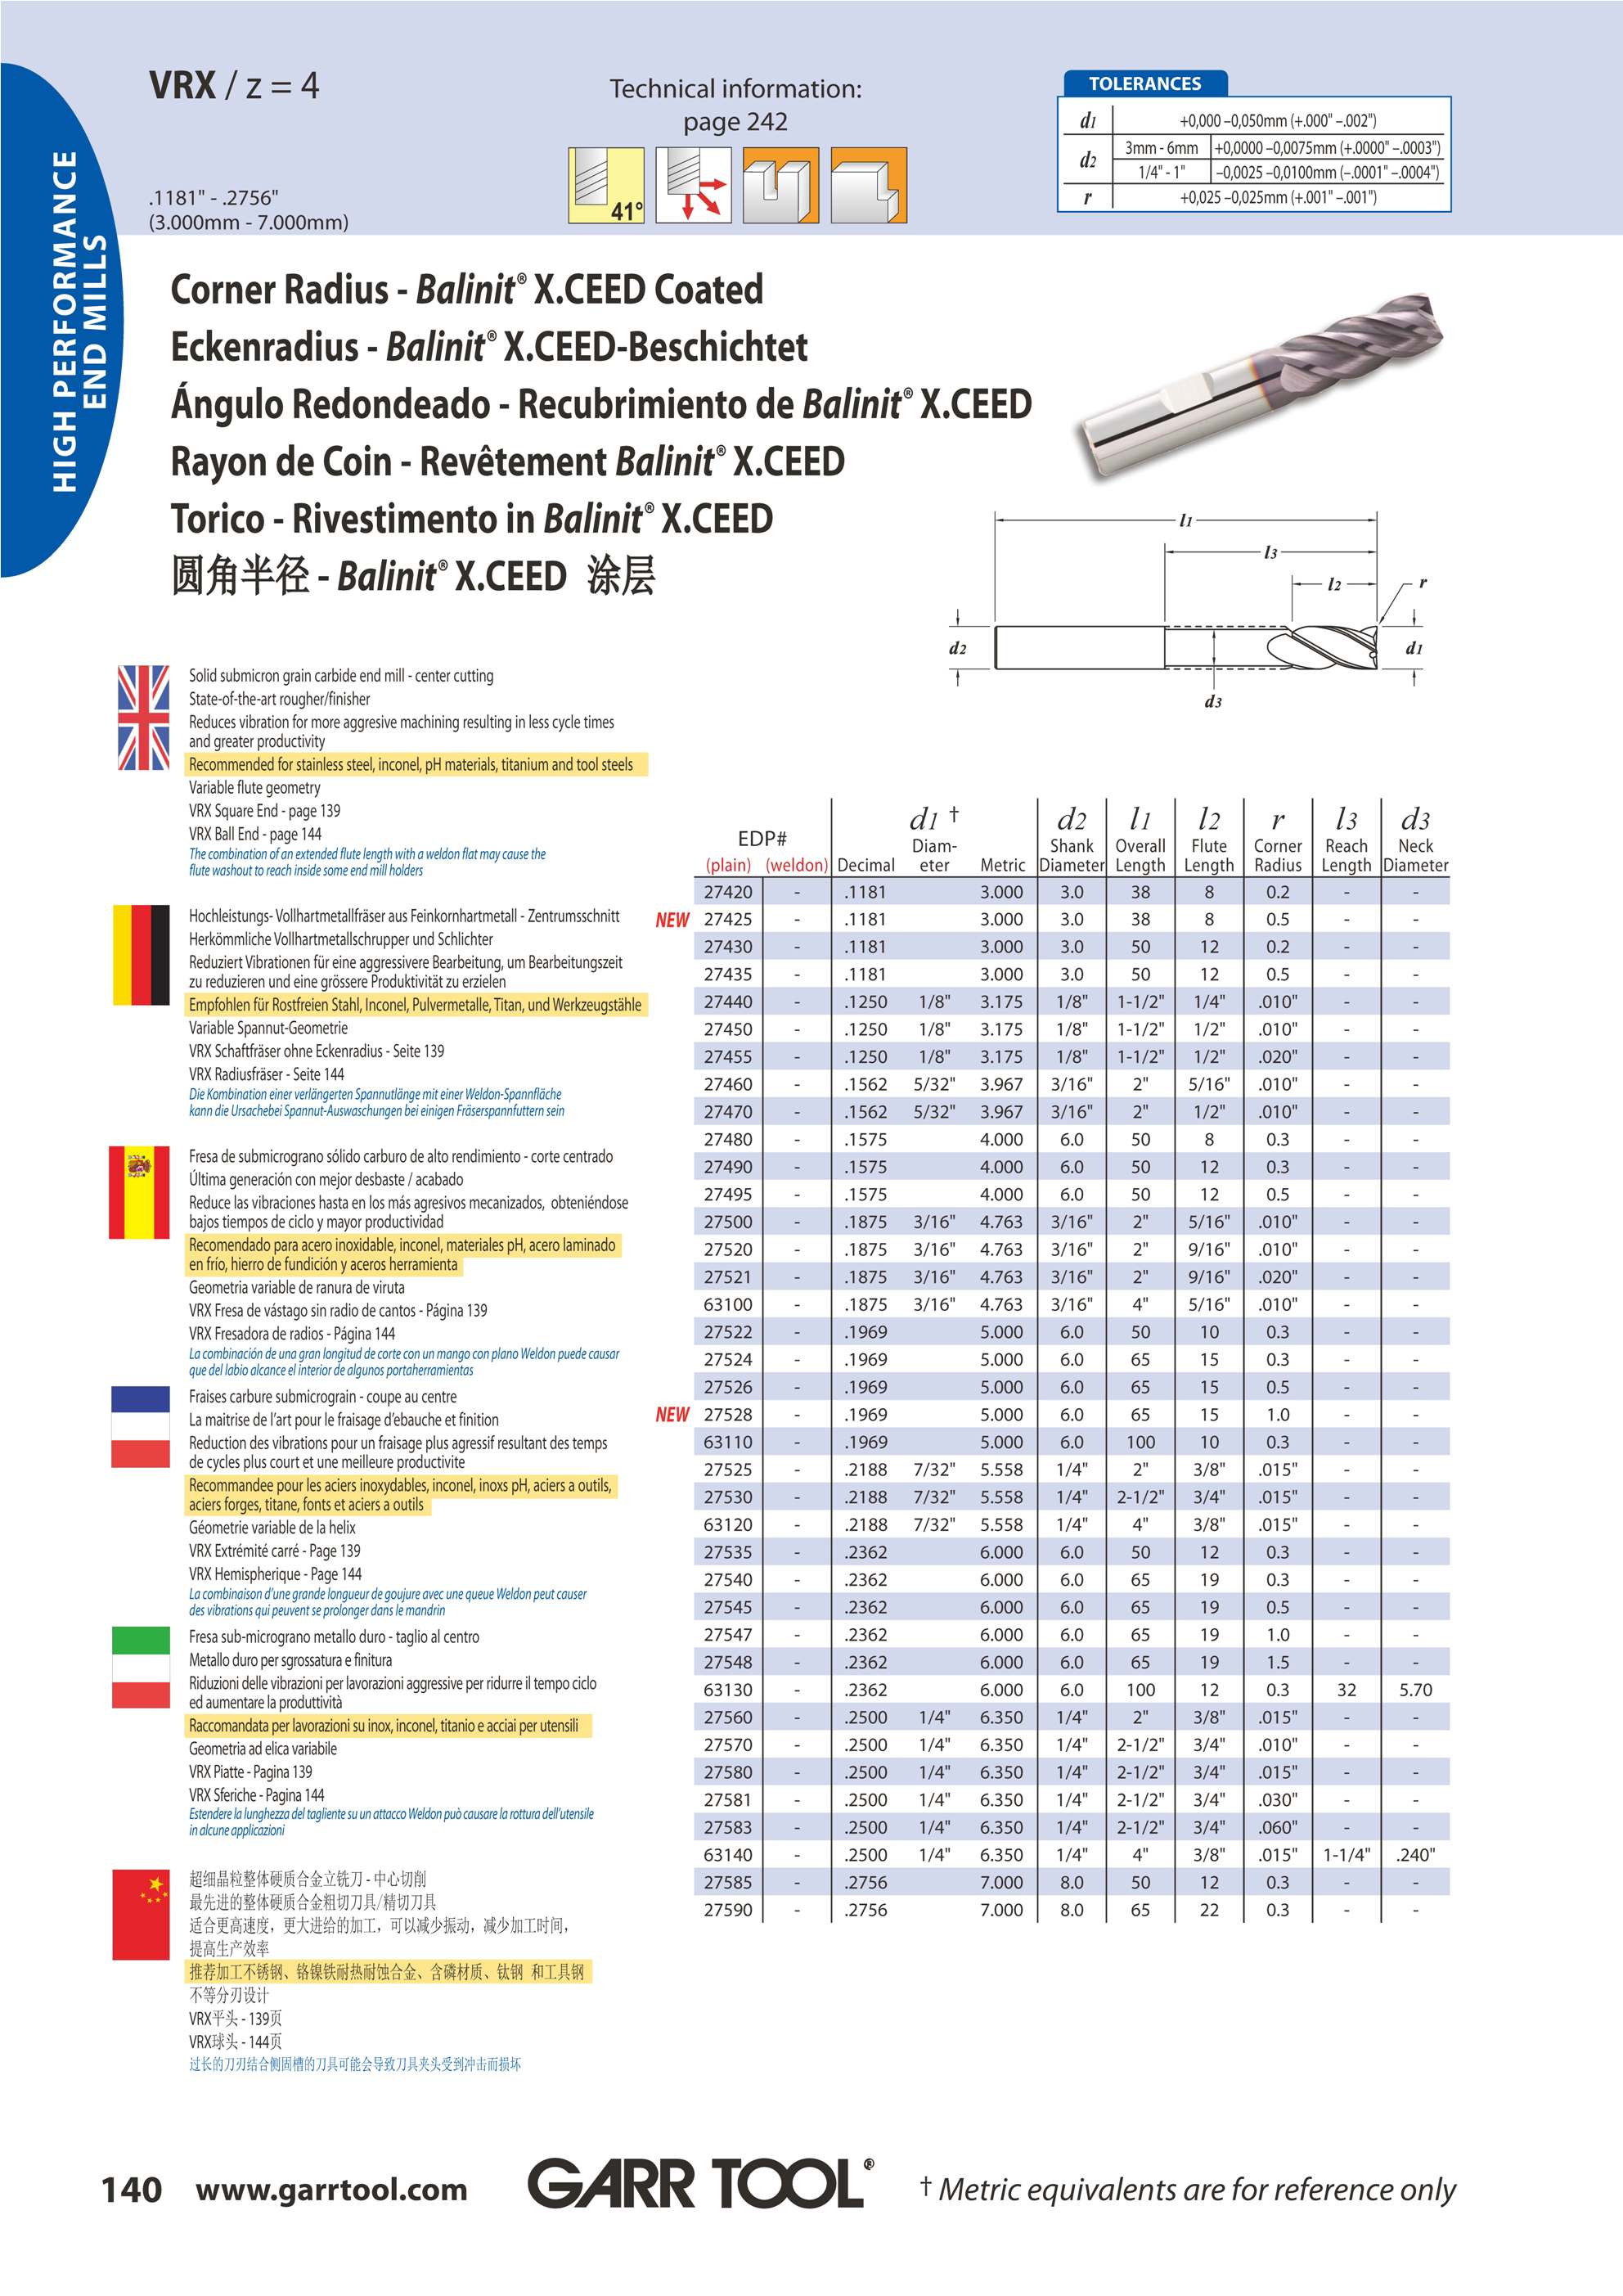 VRX / z = 4
.1181" - .2756"
(3.000mm - 7.000mm)
Technical information:
page 242
41°
TOLERANCES
d1 +0,000 –0,050mm (+.000" –.002")
d2 3mm - 6mm +0,0000 –0,0075mm (+.0000" –.0003")
1/4" - 1" –0,0025 –0,0100mm (–.0001" –.0004")
r +0,025 –0,025mm (+.001" –.001")
HIGH PERFORMANCE
END MILLS
Corner Radius - Balinit® X.CEED Coated
Eckenradius - Balinit® X.CEED-Beschichtet
Ángulo Redondeado - Recubrimiento de Balinit® X.CEED
Rayon de Coin - Revêtement Balinit® X.CEED
Torico - Rivestimento in Balinit® X.CEED
圆角半径 - Balinit® X.CEED 涂层
l1
l3
l2
r
d2
d1
d3
Solid submicron grain carbide end mill - center cutting
State-of-the-art rougher/finisher
Reduces vibration for more aggresive machining resulting in less cycle times
and greater productivity
Recommended for stainless steel, inconel, pH materials, titanium and tool steels
Variable flute geometry
VRX Square End - page 139
VRX Ball End - page 144
The combination of an extended flute length with a weldon flat may cause the
flute washout to reach inside some end mill holders
Hochleistungs- Vollhartmetallfräser aus Feinkornhartmetall - Zentrumsschnitt
Herkömmliche Vollhartmetallschrupper und Schlichter
Reduziert Vibrationen für eine aggressivere Bearbeitung, um Bearbeitungszeit
zu reduzieren und eine grössere Produktivität zu erzielen
Empfohlen für Rostfreien Stahl, Inconel, Pulvermetalle, Titan, und Werkzeugstähle
Variable Spannut-Geometrie
VRX Schaftfräser ohne Eckenradius - Seite 139
VRX Radiusfräser - Seite 144
Die Kombination einer verlängerten Spannutlänge mit einer Weldon-Spannfläche
kann die Ursachebei Spannut-Auswaschungen bei einigen Fräserspannfuttern sein
Fresa de submicrograno sólido carburo de alto rendimiento - corte centrado
Última generación con mejor desbaste / acabado
Reduce las vibraciones hasta en los más agresivos mecanizados, obteniéndose
bajos tiempos de ciclo y mayor productividad
Recomendado para acero inoxidable, inconel, materiales pH, acero laminado
en frío, hierro de fundición y aceros herramienta
Geometria variable de ranura de viruta
VRX Fresa de vástago sin radio de cantos - Página 139
VRX Fresadora de radios - Página 144
La combinación de una gran longitud de corte con un mango con plano Weldon puede causar
que del labio alcance el interior de algunos portaherramientas
Fraises carbure submicrograin - coupe au centre
La maitrise de l'art pour le fraisage d'ebauche et finition
Reduction des vibrations pour un fraisage plus agressif resultant des temps
de cycles plus court et une meilleure productivite
Recommandee pour les aciers inoxydables, inconel, inoxs pH, aciers a outils,
aciers forges, titane, fonts et aciers a outils
Géometrie variable de la helix
VRX Extrémité carré - Page 139
VRX Hemispherique - Page 144
La combinaison d'une grande longueur de goujure avec une queue Weldon peut causer
des vibrations qui peuvent se prolonger dans le mandrin
Fresa sub-micrograno metallo duro - taglio al centro
Metallo duro per sgrossatura e finitura
Riduzioni delle vibrazioni per lavorazioni aggressive per ridurre il tempo ciclo
ed aumentare la produttività
Raccomandata per lavorazioni su inox, inconel, titanio e acciai per utensili
Geometria ad elica variabile
VRX Piatte - Pagina 139
VRX Sferiche - Pagina 144
Estendere la lunghezza del tagliente su un attacco Weldon può causare la rottura dell'utensile
in alcune applicazioni
超细晶粒整体硬质合金立铣刀 - 中心切削
最先进的整体硬质合金粗切刀具/精切刀具
适合更高速度，更大进给的加工，可以减少振动，减少加工时间，
提高生产效率
推荐加工不锈钢、铬镍铁耐热耐蚀合金、含磷材质、钛钢 和工具钢
不等分刃设计
VRX平头 - 139页
VRX球头 - 144页
过长的刀刃结合侧固槽的刀具可能会导致刀具夹头受到冲击而损坏
EDP# d1 † d2 l1 l2 r l3 d3
Diam- Shank Overall Flute Corner Reach Neck
(plain) (weldon) Decimal eter Metric Diameter Length Length Radius Length Diameter
27420 - .1181 3.000 3.0 38 8 0.2 - -
NEW 27425 - .1181 3.000 3.0 38 8 0.5 - -
27430 - .1181 3.000 3.0 50 12 0.2 - -
27435 - .1181 3.000 3.0 50 12 0.5 - -
27440 - .1250 1/8" 3.175 1/8" 1-1/2" 1/4" .010" - -
27450 - .1250 1/8" 3.175 1/8" 1-1/2" 1/2" .010" - -
27455 - .1250 1/8" 3.175 1/8" 1-1/2" 1/2" .020" - -
27460 - .1562 5/32" 3.967 3/16" 2" 5/16" .010" - -
27470 - .1562 5/32" 3.967 3/16" 2" 1/2" .010" - -
27480 - .1575 4.000 6.0 50 8 0.3 - -
27490 - .1575 4.000 6.0 50 12 0.3 - -
27495 - .1575 4.000 6.0 50 12 0.5 - -
27500 - .1875 3/16" 4.763 3/16" 2" 5/16" .010" - -
27520 - .1875 3/16" 4.763 3/16" 2" 9/16" .010" - -
27521 - .1875 3/16" 4.763 3/16" 2" 9/16" .020" - -
63100 - .1875 3/16" 4.763 3/16" 4" 5/16" .010" - -
27522 - .1969 5.000 6.0 50 10 0.3 - -
27524 - .1969 5.000 6.0 65 15 0.3 - -
27526 - .1969 5.000 6.0 65 15 0.5 - -
NEW 27528 - .1969 5.000 6.0 65 15 1.0 - -
63110 - .1969 5.000 6.0 100 10 0.3 - -
27525 - .2188 7/32" 5.558 1/4" 2" 3/8" .015" - -
27530 - .2188 7/32" 5.558 1/4" 2-1/2" 3/4" .015" - -
63120 - .2188 7/32" 5.558 1/4" 4" 3/8" .015" - -
27535 - .2362 6.000 6.0 50 12 0.3 - -
27540 - .2362 6.000 6.0 65 19 0.3 - -
27545 - .2362 6.000 6.0 65 19 0.5 - -
27547 - .2362 6.000 6.0 65 19 1.0 - -
27548 - .2362 6.000 6.0 65 19 1.5 - -
63130 - .2362 6.000 6.0 100 12 0.3 32 5.70
27560 - .2500 1/4" 6.350 1/4" 2" 3/8" .015" - -
27570 - .2500 1/4" 6.350 1/4" 2-1/2" 3/4" .010" - -
27580 - .2500 1/4" 6.350 1/4" 2-1/2" 3/4" .015" - -
27581 - .2500 1/4" 6.350 1/4" 2-1/2" 3/4" .030" - -
27583 - .2500 1/4" 6.350 1/4" 2-1/2" 3/4" .060" - -
63140 - .2500 1/4" 6.350 1/4" 4" 3/8" .015" 1-1/4" .240"
27585 - .2756 7.000 8.0 50 12 0.3 - -
27590 - .2756 7.000 8.0 65 22 0.3 - -
140 www.garrtool.com
GARR TOOL®
† Metric equivalents are for reference only